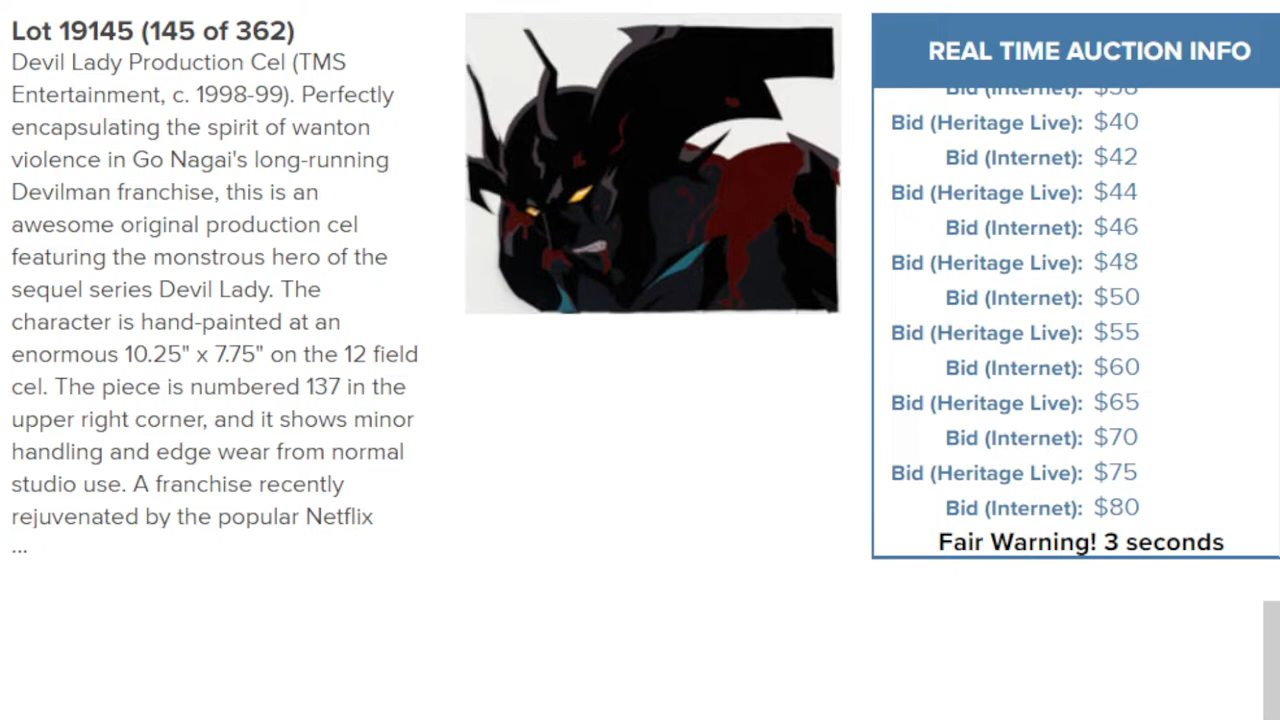 Lot 19145 (145 of 362)
Devil Lady Production Cel (TMS
Entertainment, c. 1998-99). Perfectly
encapsulating the spirit of wanton
violence in Go Nagai's long-running
Devilman franchise, this is an
awesome original production cel
featuring the monstrous hero of the
sequel series Devil Lady. The
character is hand-painted at an
enormous 10.25" x 7.75" on the 12 field
cel. The piece is numbered 137 in the
upper right corner, and it shows minor
handling and edge wear from normal
studio use. A franchise recently
rejuvenated by the popular Netflix
...
REAL TIME AUCTION INFO
Bid (Internet): $38
Bid (Heritage Live): $40
Bid (Internet): $42
Bid (Heritage Live): $44
Bid (Internet): $46
Bid (Heritage Live): $48
Bid (Internet): $50
Bid (Heritage Live): $55
Bid (Internet): $60
Bid (Heritage Live): $65
Bid (Internet): $70
Bid (Heritage Live): $75
Bid (Internet): $80
Fair Warning! 3 seconds